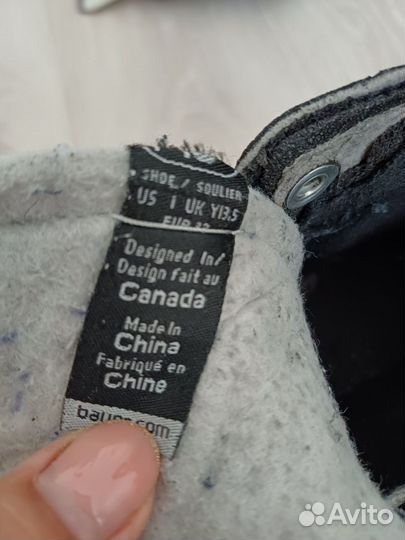 SHOE / SOULIER
US 1 UK Y13.5
Designed In/
Design fait au
Canada
Made In
China
Fabriqué en
Chine
Avito